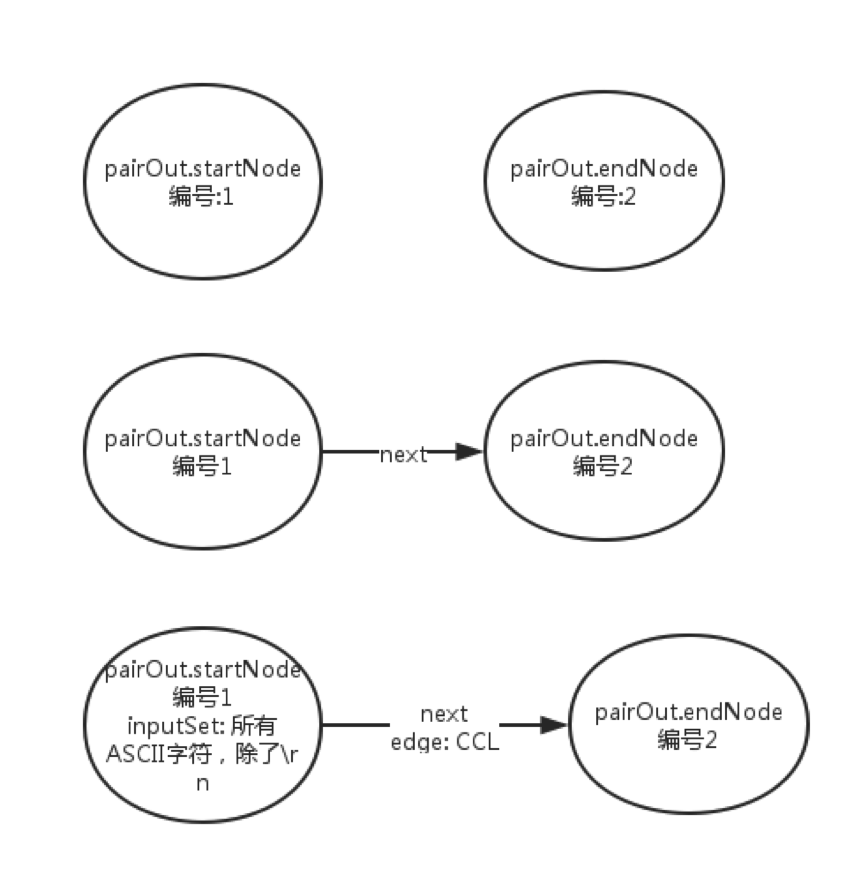 pairOut.startNode
编号:1
pairOut.endNode
编号:2
pairOut.startNode
编号1
next
pairOut.endNode
编号2
pairOut.startNode
编号1
inputSet: 所有
ASCII字符，除了\r
n
next
edge: CCL
pairOut.endNode
编号2